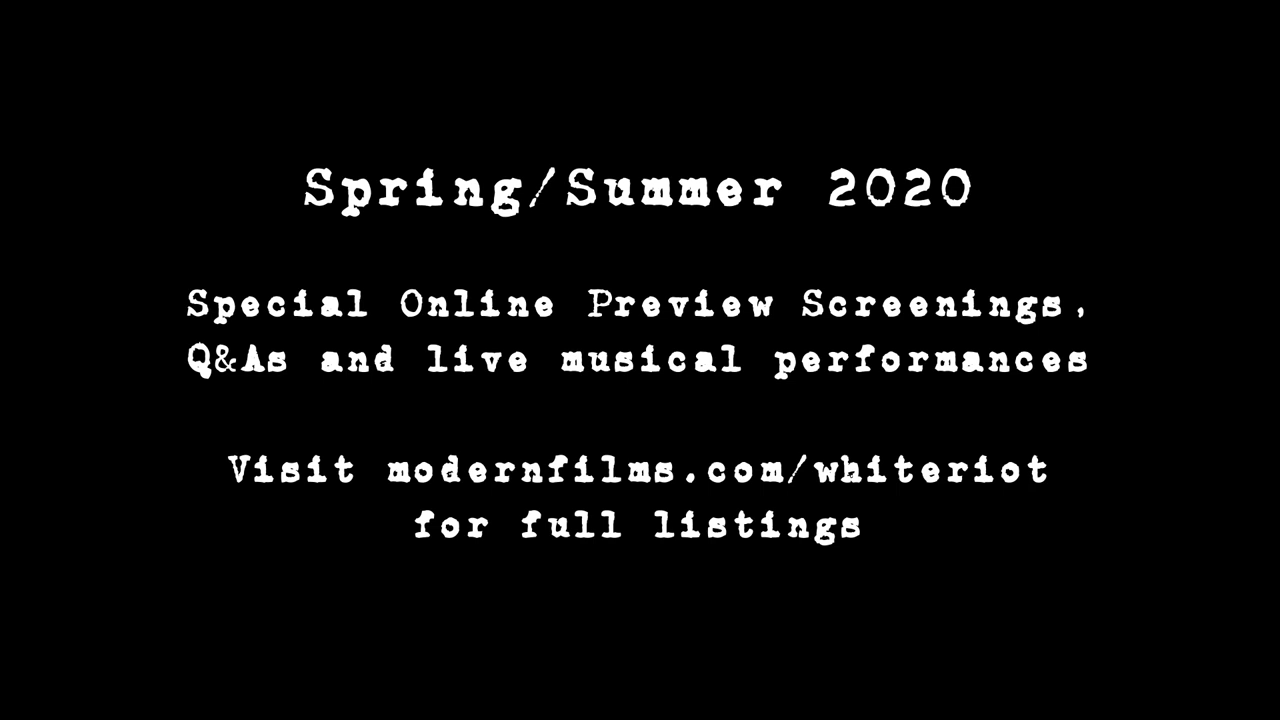 Spring/Summer 2020
Special Online Preview Screenings,
Q&As and live musical performances
Visit modernfilms.com/whiteriot
for full listings